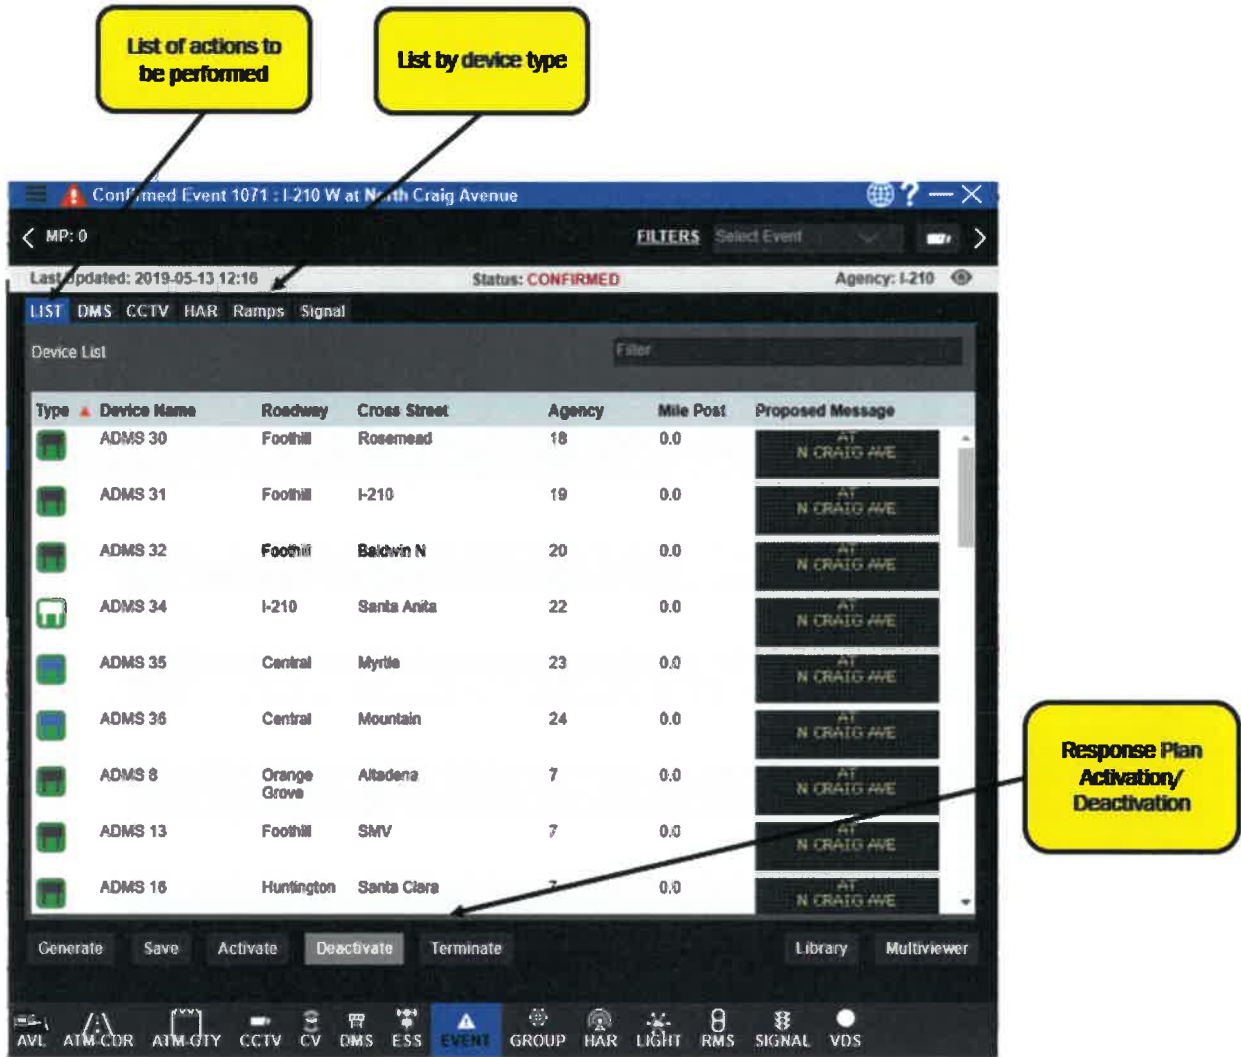 List of actions to
be performed
List by device type
Confirmed Event 1071 : I-210 W at North Craig Avenue
?
MP: 0
FILTERS Select Event
Last Updated: 2019-05-13 12:16 Status: CONFIRMED Agency: I-210
LIST DMS CCTV HAR Ramps Signal
Device List Filter
Type Device Name Roadway Cross Street Agency Mile Post Proposed Message
ADMS 30 Foothill Rosemead 18 0.0 AT
N CRAIG AVE
ADMS 31 Foothill I-210 19 0.0 AT
N CRAIG AVE
ADMS 32 Foothill Baldwin N 20 0.0 AT
N CRAIG AVE
ADMS 34 I-210 Santa Anita 22 0.0 AT
N CRAIG AVE
ADMS 35 Central Myrtle 23 0.0 AT
N CRAIG AVE
ADMS 36 Central Mountain 24 0.0 AT
N CRAIG AVE
ADMS 8 Orange Altadena 7 0.0 AT
Grove N CRAIG AVE
ADMS 13 Foothill SMV 7 0.0 AT
N CRAIG AVE
ADMS 16 Huntington Santa Clara 7 0.0 AT
N CRAIG AVE
Response Plan
Activation/
Deactivation
Generate Save Activate Deactivate Terminate Library Multiviewer
AVL ATM-CDR ATM-GTY CCTV CV DMS ESS EVENT GROUP HAR LIGHT RMS SIGNAL VDS